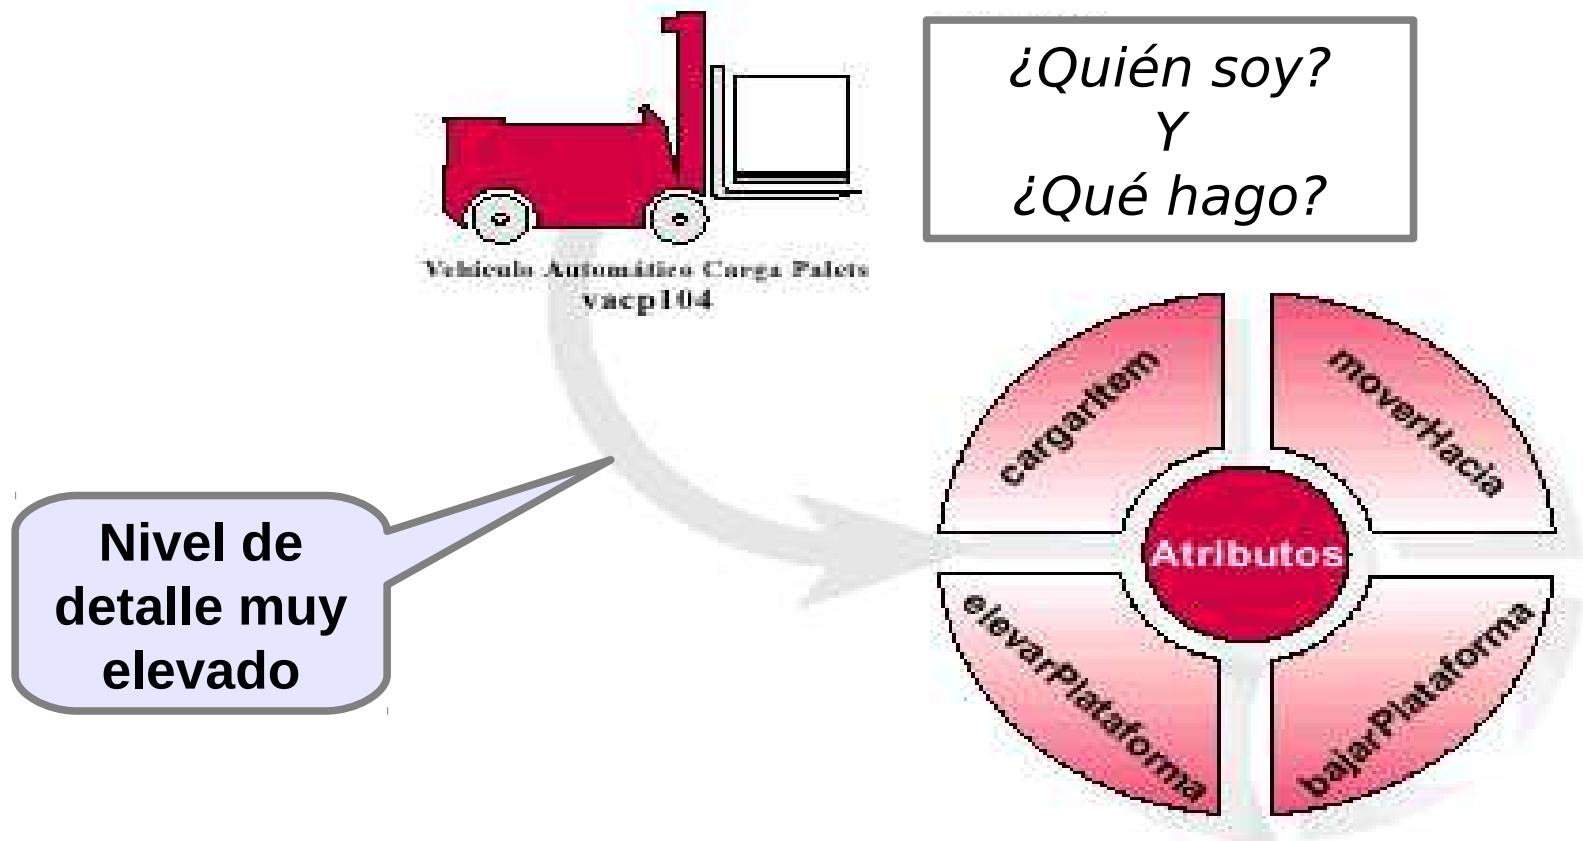 ¿Quién soy?
Y
¿Qué hago?
Vehículo Automático Carga Palets
vacp104
cargarItem
moverHacia
Atributos
elevarPlataforma
bajarPlataforma
Nivel de
detalle muy
elevado